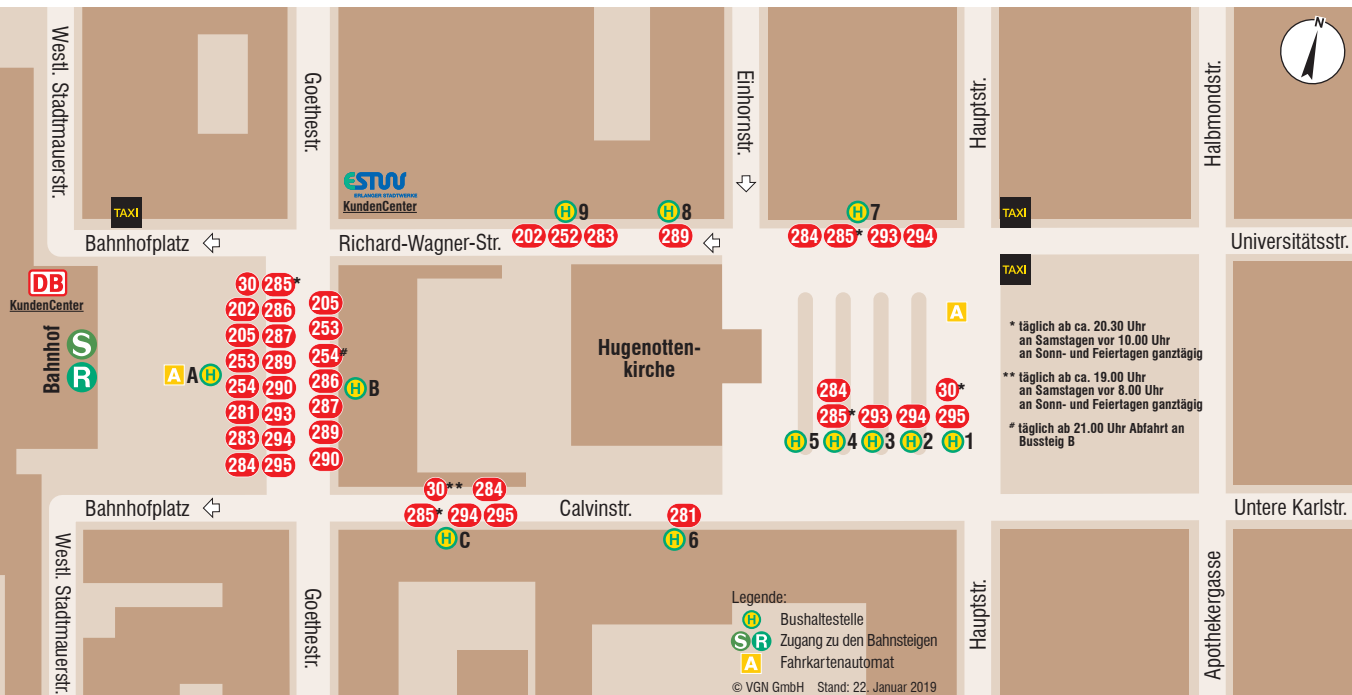 N
Westl. Stadtmauerstr.
Goethestr.
Einhornstr.
Hauptstr.
Halbmondstr.
ESTW
ERLANGER STADTWERKE
KundenCenter
TAXI
TAXI
H 9
H 8
H 7
Bahnhofplatz
Richard-Wagner-Str.
202 252 283
289
284 285* 293 294
Universitätsstr.
DB
KundenCenter
TAXI
Bahnhof
S
R
A A H
30 285*
202 286
205 287
253 289
254 290
281 293
283 294
284 295
205
253
254#
286
287
289
290
H B
Hugenotten-
kirche
A
284
30*
285* 293 294 295
H 5 H 4 H 3 H 2 H 1
* täglich ab ca. 20.30 Uhr
an Samstagen vor 10.00 Uhr
an Sonn- und Feiertagen ganztägig
** täglich ab ca. 19.00 Uhr
an Samstagen vor 8.00 Uhr
an Sonn- und Feiertagen ganztägig
# täglich ab 21.00 Uhr Abfahrt an
Bussteig B
Bahnhofplatz
30** 284
285* 294 295
H C
Calvinstr.
281
H 6
Untere Karlstr.
Westl. Stadtmauerstr.
Goethestr.
Hauptstr.
Apothekergasse
Legende:
H Bushaltestelle
S R Zugang zu den Bahnsteigen
A Fahrkartenautomat
© VGN GmbH Stand: 22. Januar 2019